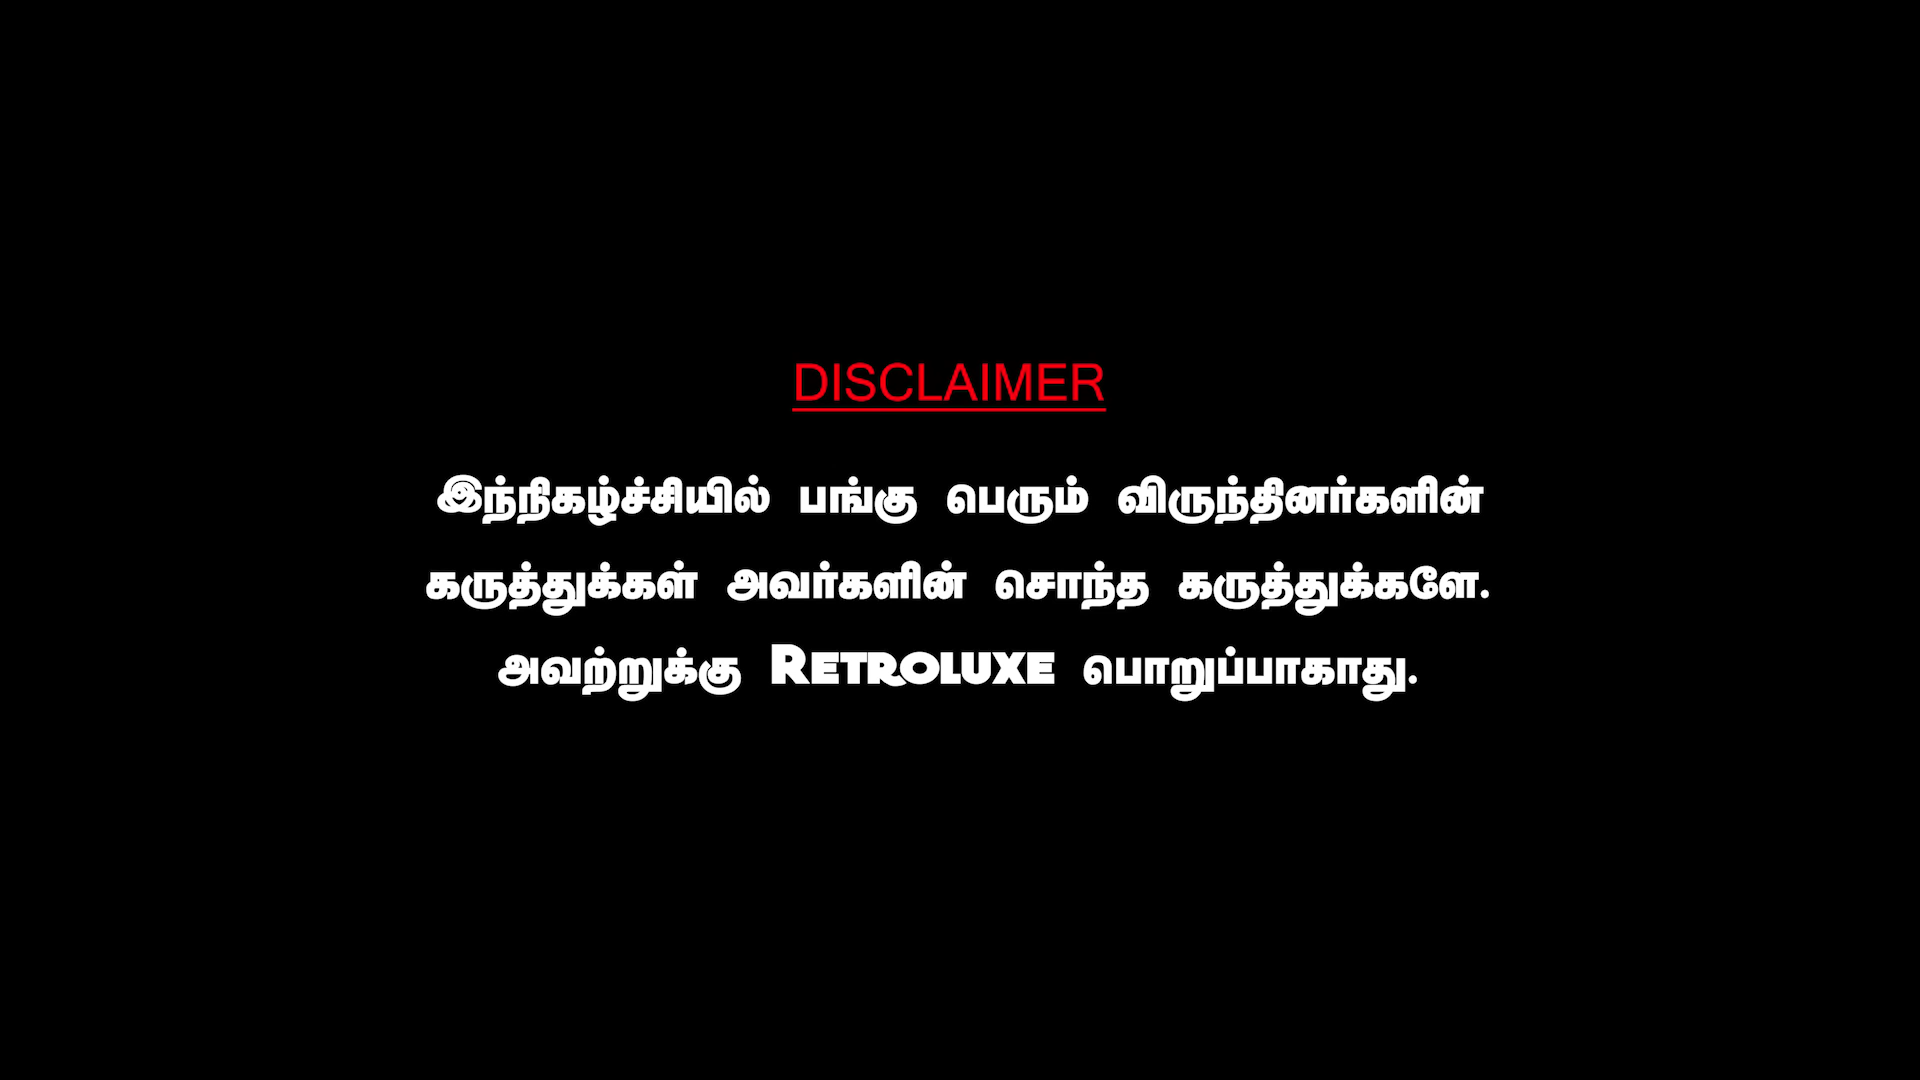 DISCLAIMER
இந்நிகழ்ச்சியில் பங்கு பெரும் விருந்தினர்களின்
கருத்துக்கள் அவர்களின் சொந்த கருத்துக்களே.
அவற்றுக்கு RETROLUXE பொறுப்பாகாது.